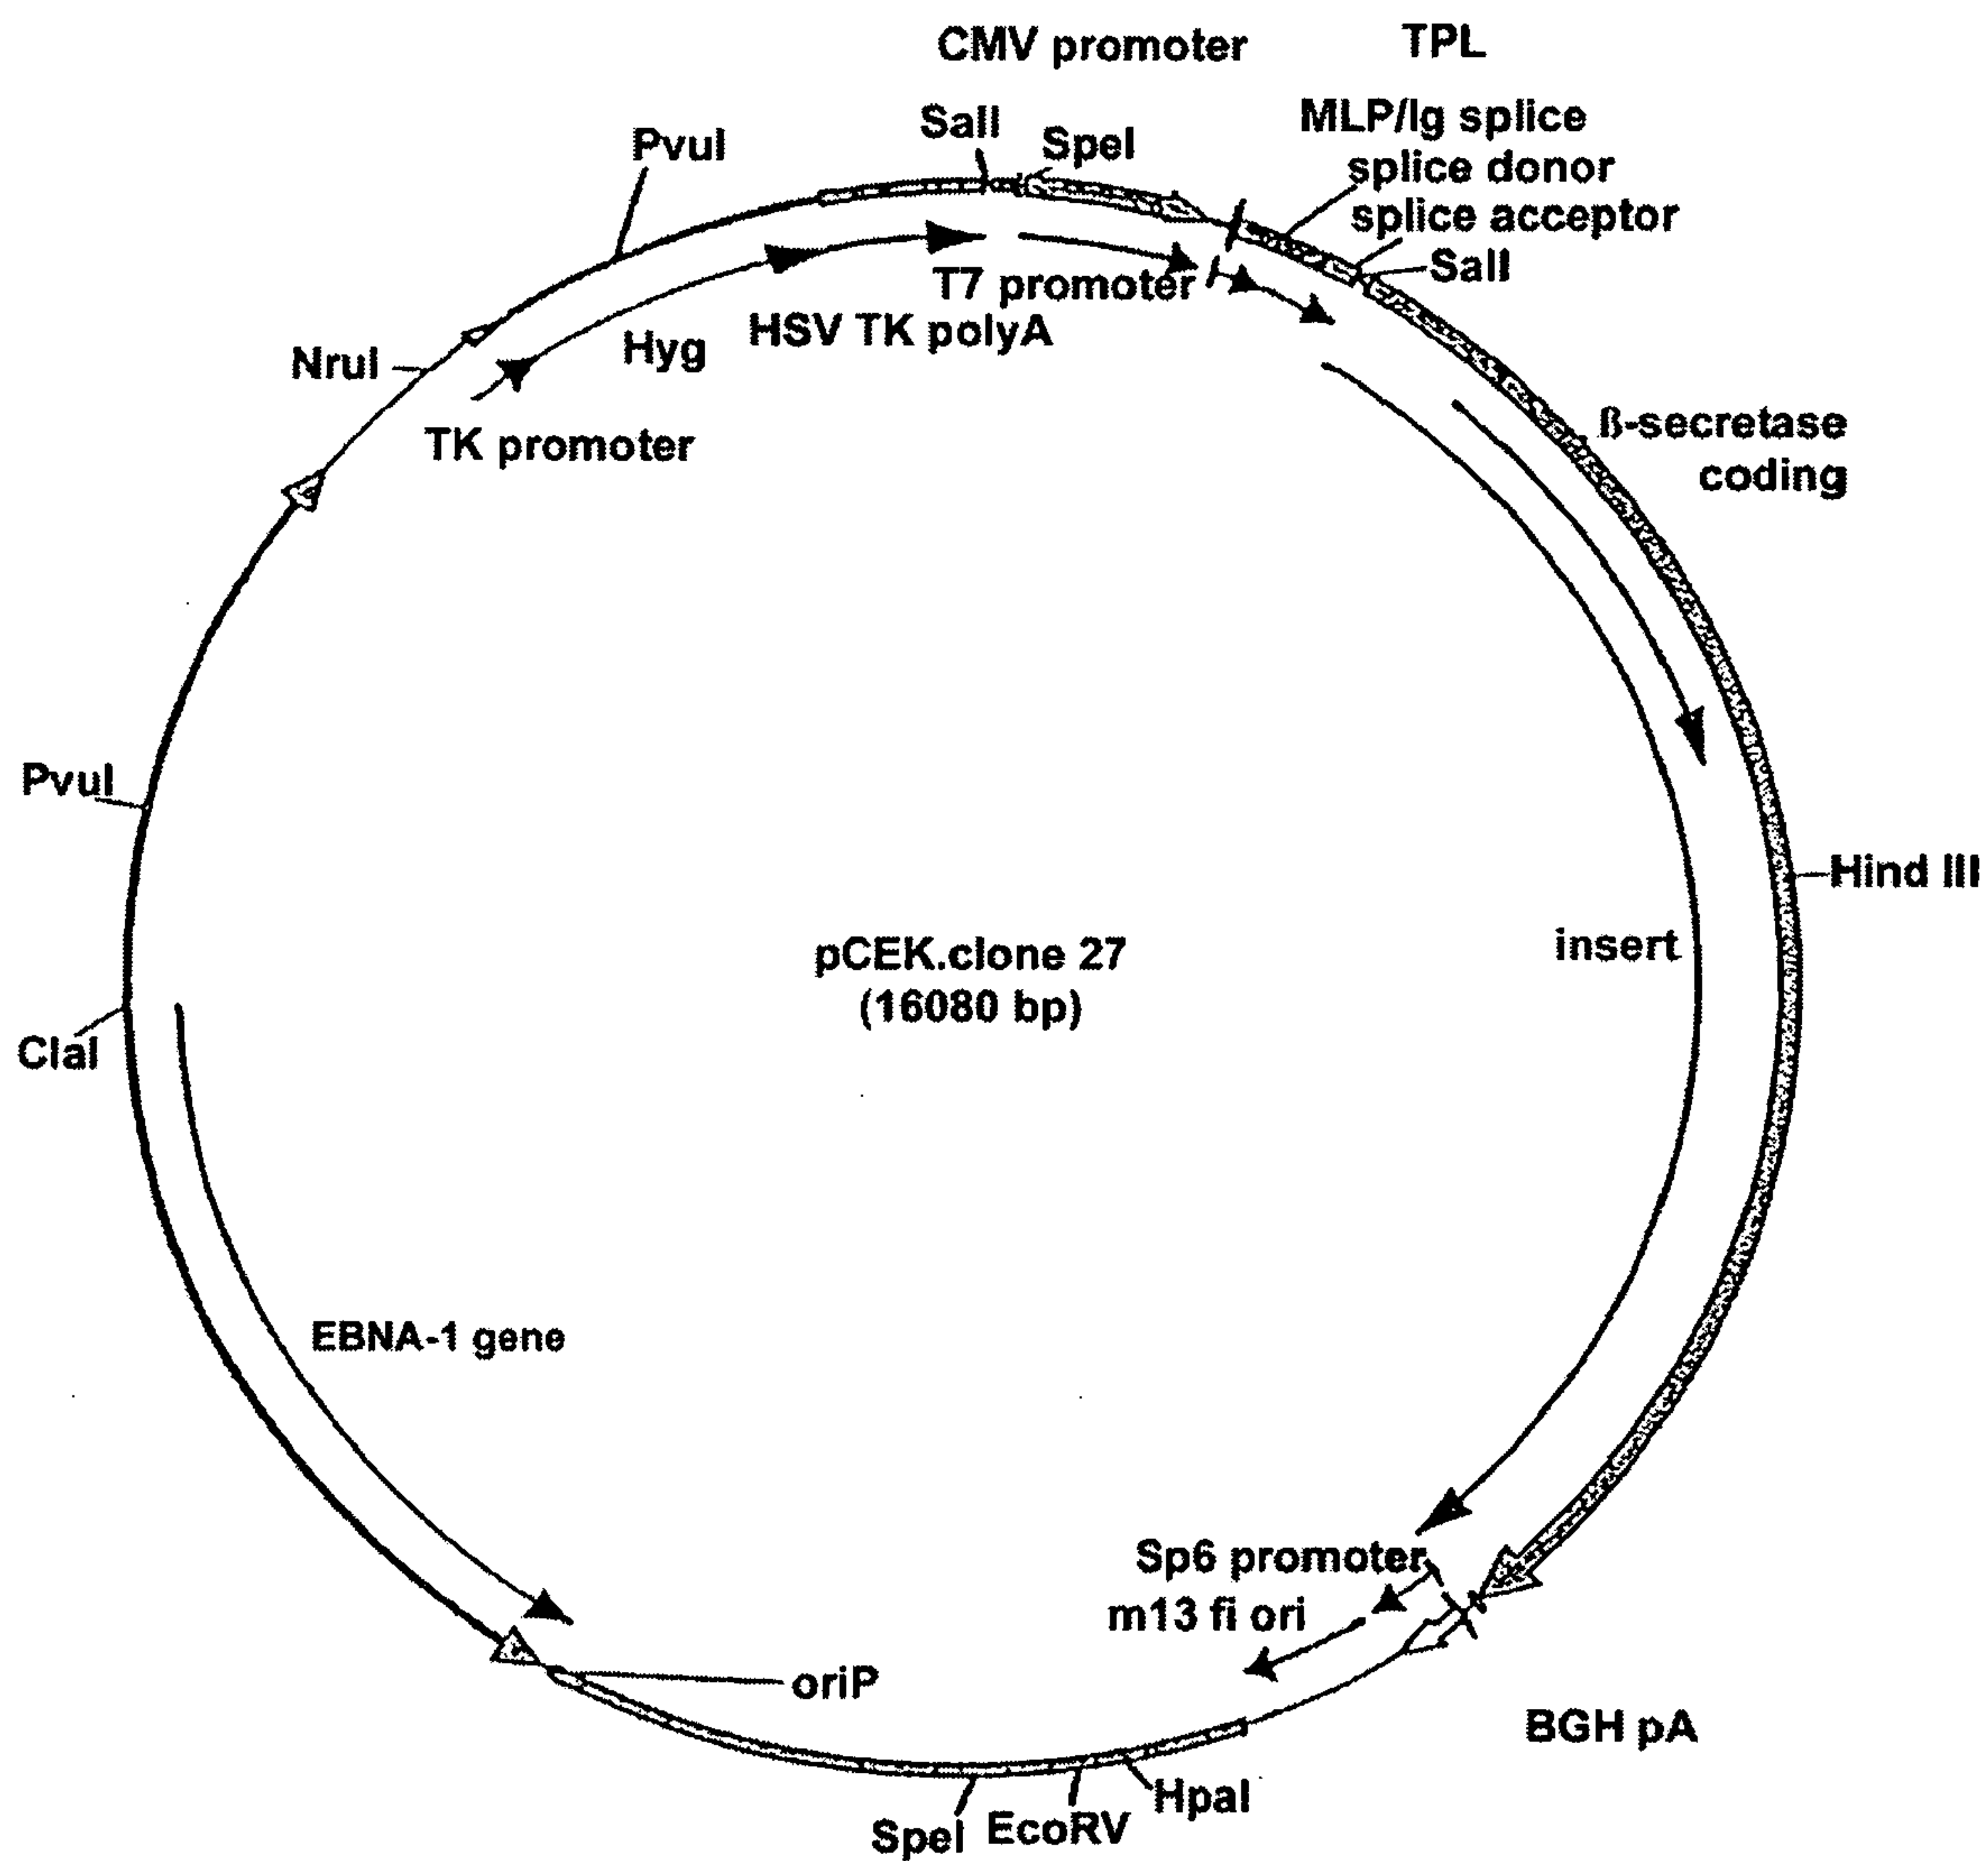 CMV promoter
TPL
SalI
SpeI
MLP/Ig splice
splice donor
splice acceptor
SalI
PvuI
T7 promoter
HSV TK polyA
Hyg
NruI
TK promoter
ß-secretase
coding
PvuI
Hind III
insert
pCEK.clone 27
(16080 bp)
ClaI
EBNA-1 gene
Sp6 promoter
m13 fi ori
oriP
BGH pA
HpaI
EcoRV
SpeI